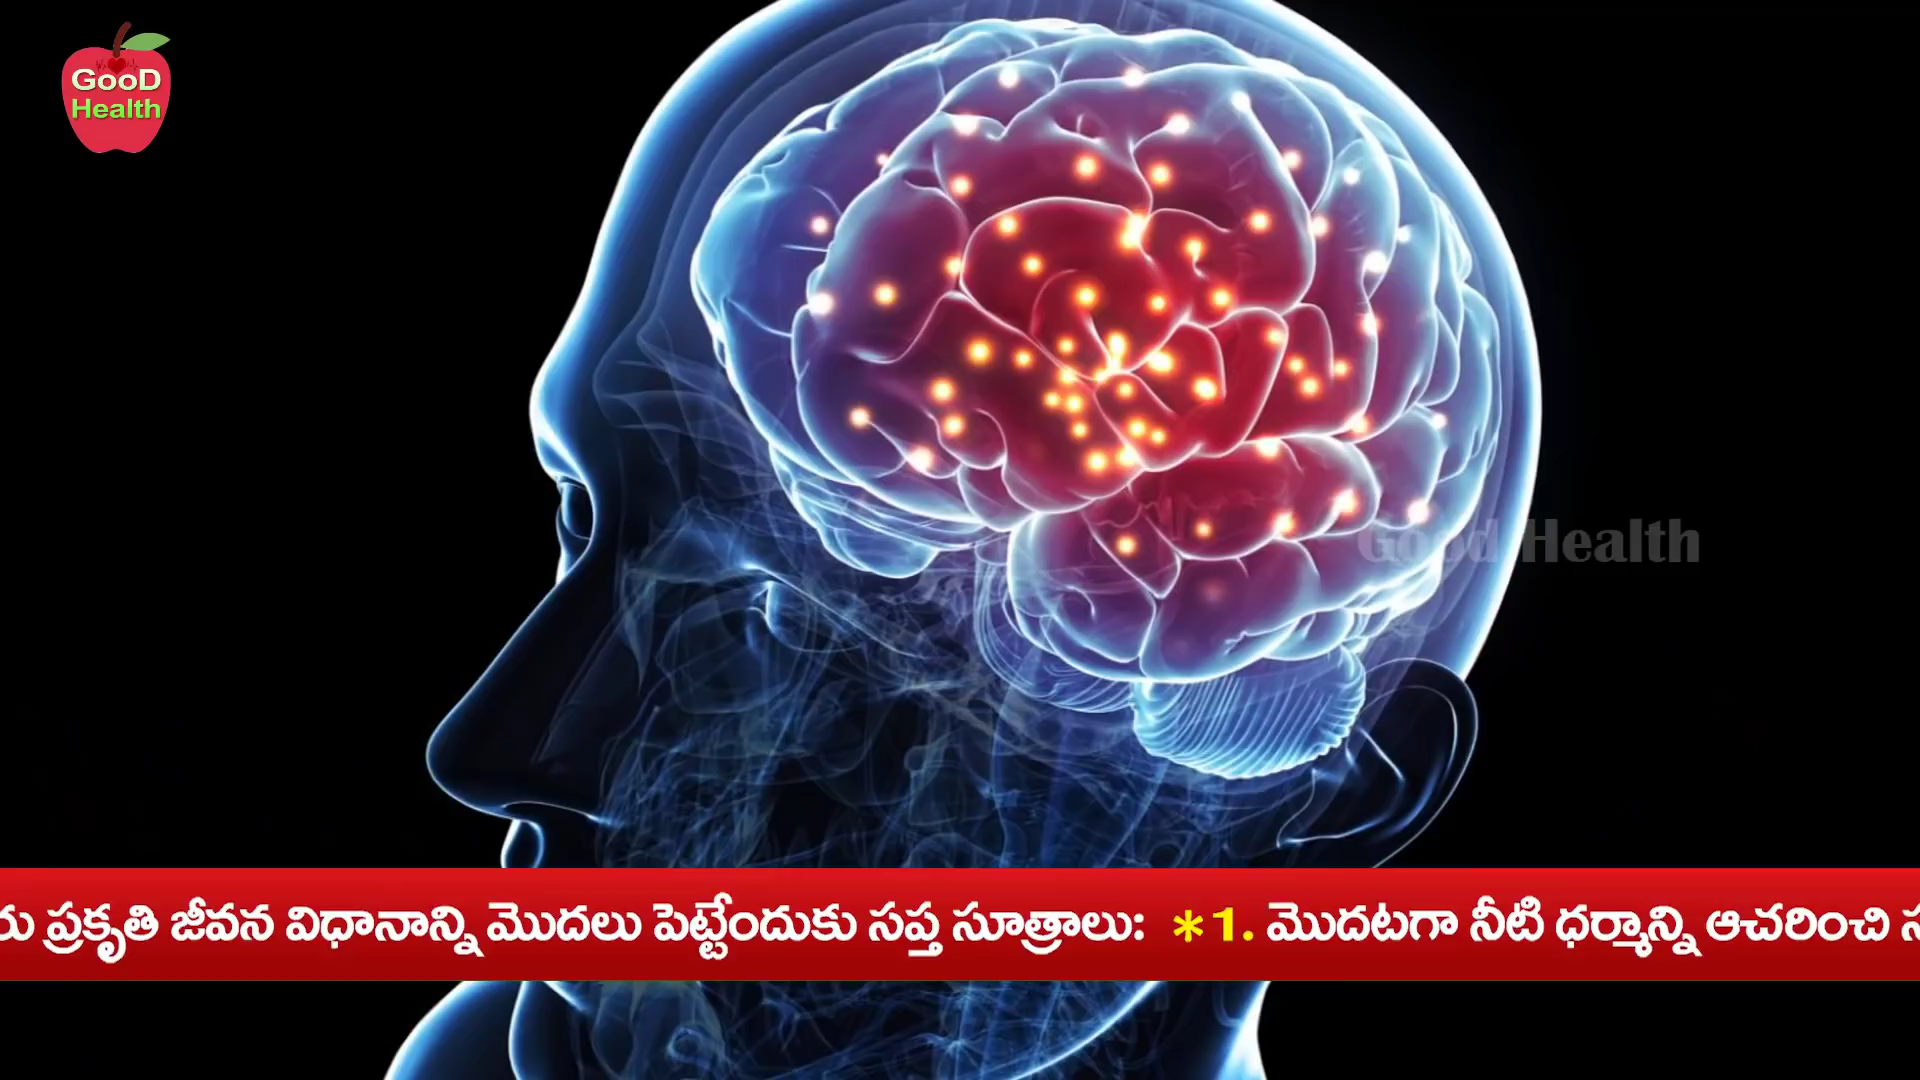 GooD
Health
Good Health
ప్రకృతి జీవన విధానాన్ని మొదలు పెట్టేందుకు సప్త సూత్రాలు: *1. మొదటగా నీటి ధర్మాన్ని ఆచరించి